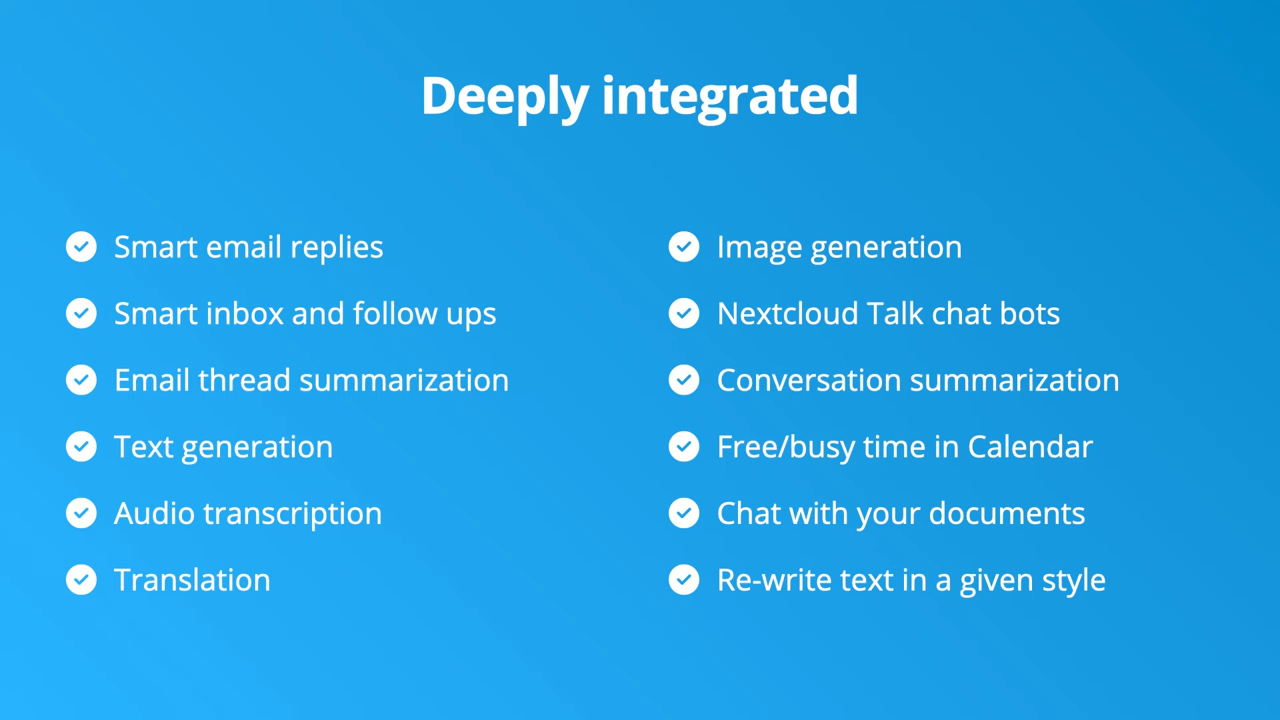 Deeply integrated
Smart email replies
Smart inbox and follow ups
Email thread summarization
Text generation
Audio transcription
Translation
Image generation
Nextcloud Talk chat bots
Conversation summarization
Free/busy time in Calendar
Chat with your documents
Re-write text in a given style